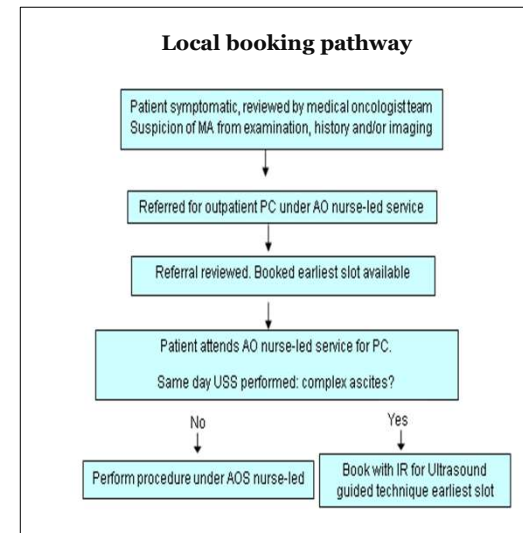 Local booking pathway
Patient symptomatic, reviewed by medical oncologist team
Suspicion of MA from examination, history and/or imaging
Referred for outpatient PC under AO nurse-led service
Referral reviewed. Booked earliest slot available
Patient attends AO nurse-led service for PC.
Same day USS performed: complex ascites?
No
Yes
Perform procedure under AOS nurse-led
Book with IR for Ultrasound
guided technique earliest slot